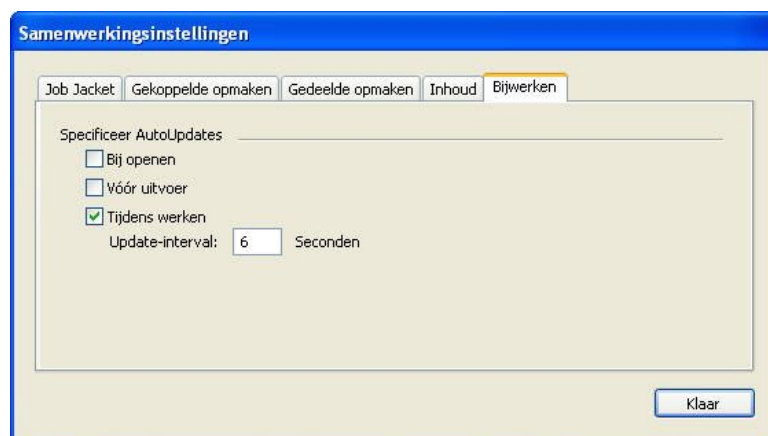 Samenwerkingsinstellingen
Job Jacket Gekoppelde opmaken Gedeelde opmaken Inhoud Bijwerken
Specificeer AutoUpdates
Bij openen
Vóór uitvoer
Tijdens werken
Update-interval: 6 Seconden
Klaar